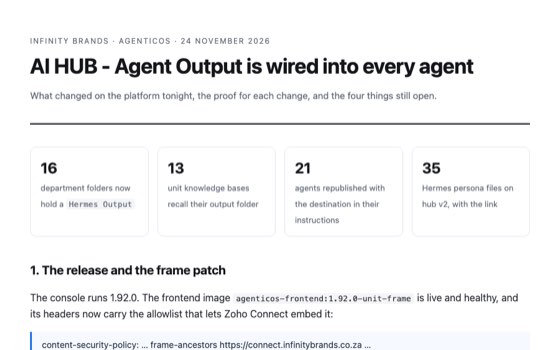 INFINITY BRANDS · AGENTICOS · 24 NOVEMBER 2026
AI HUB - Agent Output is wired into every agent
What changed on the platform tonight, the proof for each change, and the four things still open.
16
department folders now
hold a Hermes Output
13
unit knowledge bases
recall their output folder
21
agents republished with
the destination in their
instructions
35
Hermes persona files on
hub v2, with the link
1. The release and the frame patch
The console runs 1.92.0. The frontend image agenticos-frontend:1.92.0-unit-frame is live and healthy, and
its headers now carry the allowlist that lets Zoho Connect embed it:
content-security-policy: ... frame-ancestors https://connect.infinitybrands.co.za ...